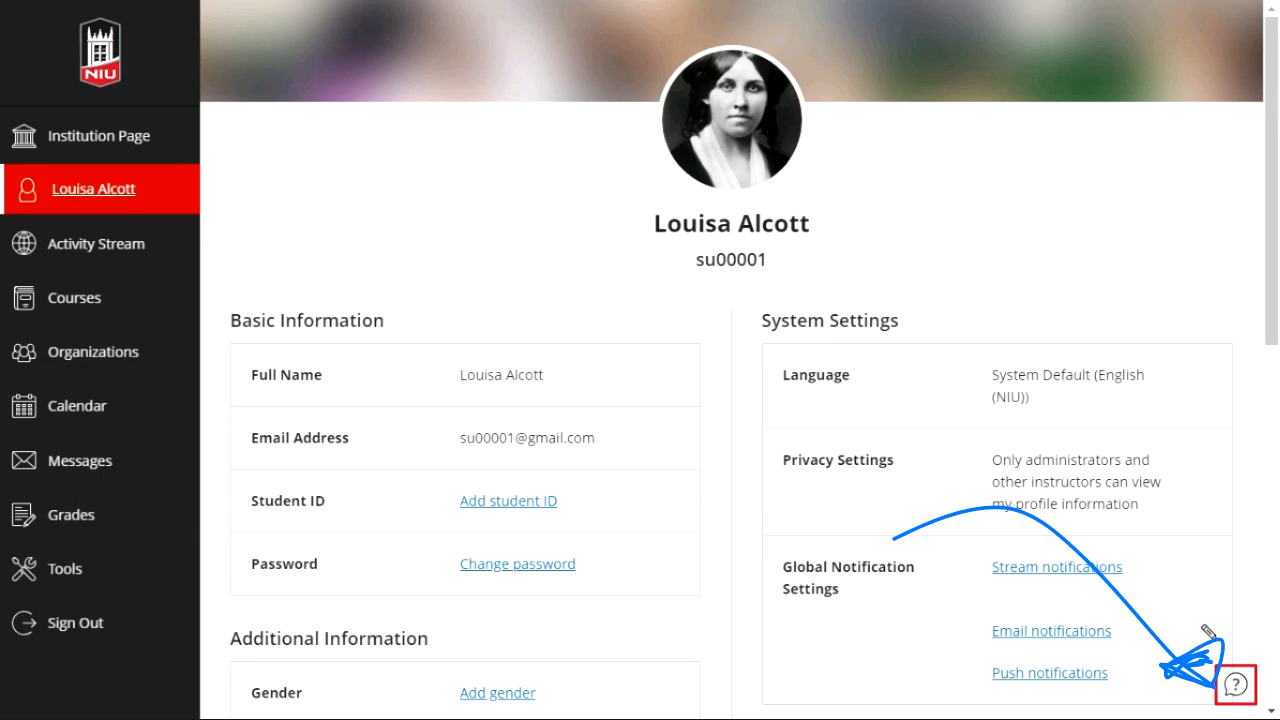 NIU
Institution Page
Louisa Alcott
Activity Stream
Courses
Organizations
Calendar
Messages
Grades
Tools
Sign Out
Louisa Alcott
su00001
Basic Information
Full Name Louisa Alcott
Email Address su00001@gmail.com
Student ID Add student ID
Password Change password
Additional Information
Gender Add gender
System Settings
Language System Default (English
(NIU))
Privacy Settings Only administrators and
other instructors can view
my profile information
Global Notification Stream notifications
Settings
Email notifications
Push notifications
?